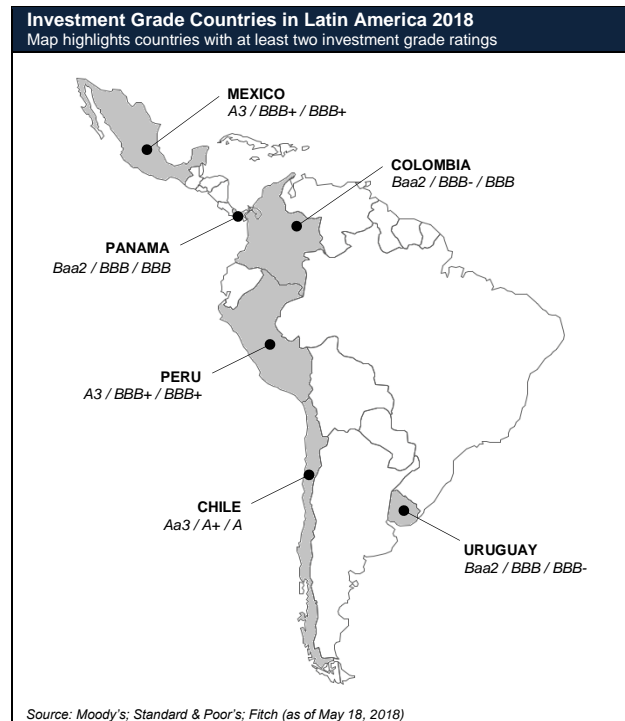 Investment Grade Countries in Latin America 2018
Map highlights countries with at least two investment grade ratings
MEXICO
A3 / BBB+ / BBB+
COLOMBIA
Baa2 / BBB- / BBB
PANAMA
Baa2 / BBB / BBB
PERU
A3 / BBB+ / BBB+
CHILE
Aa3 / A+ / A
URUGUAY
Baa2 / BBB / BBB-
Source: Moody's; Standard & Poor's; Fitch (as of May 18, 2018)